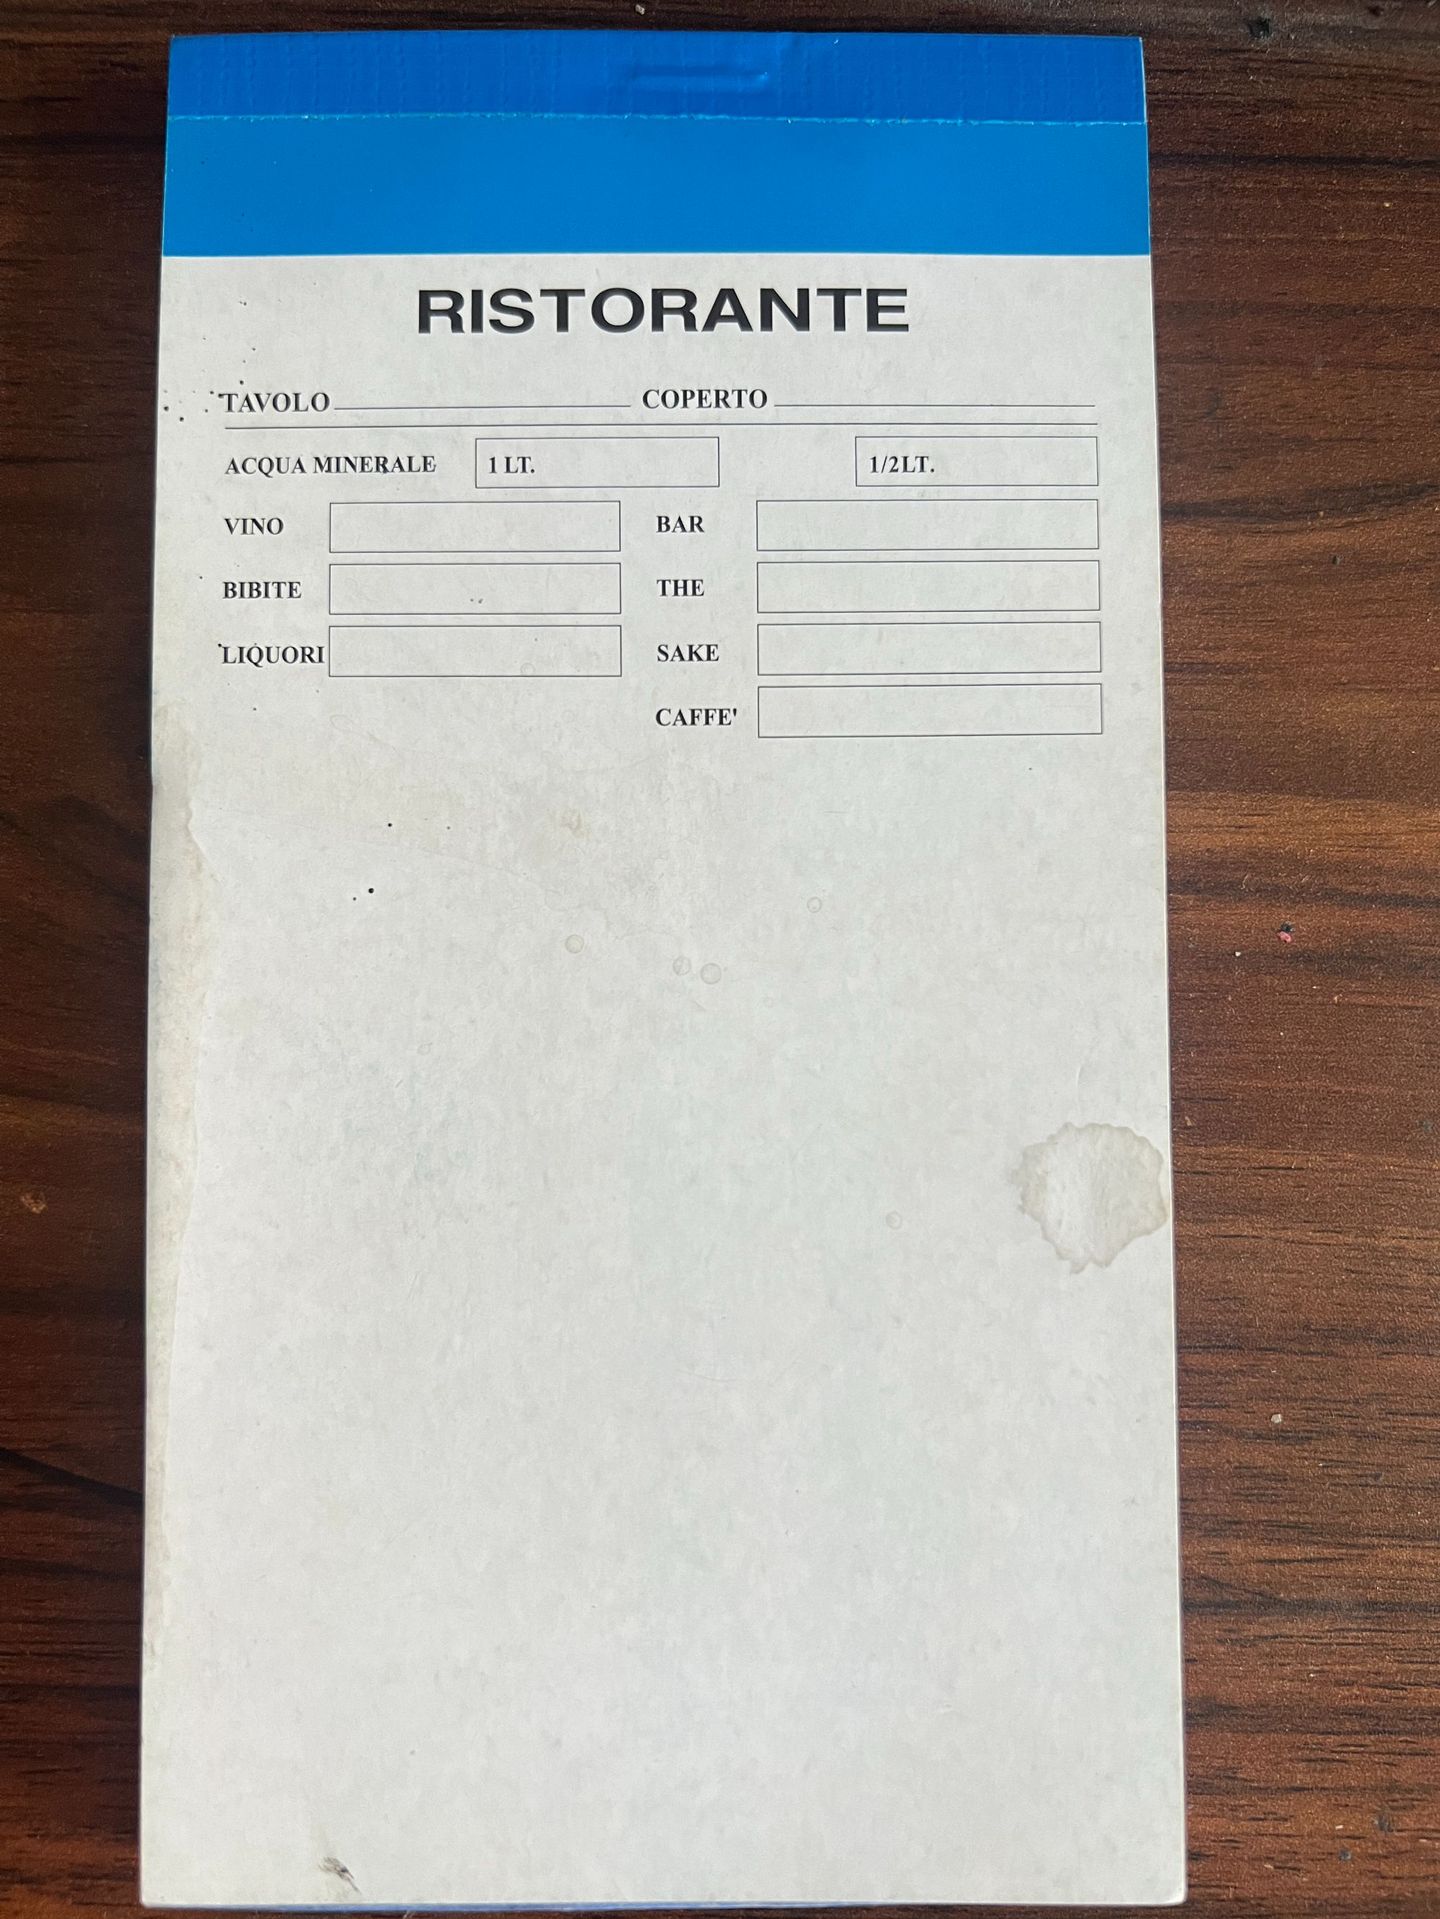 RISTORANTE
TAVOLO COPERTO
ACQUA MINERALE 1 LT. 1/2LT.
VINO BAR
BIBITE THE
LIQUORI SAKE
CAFFE'